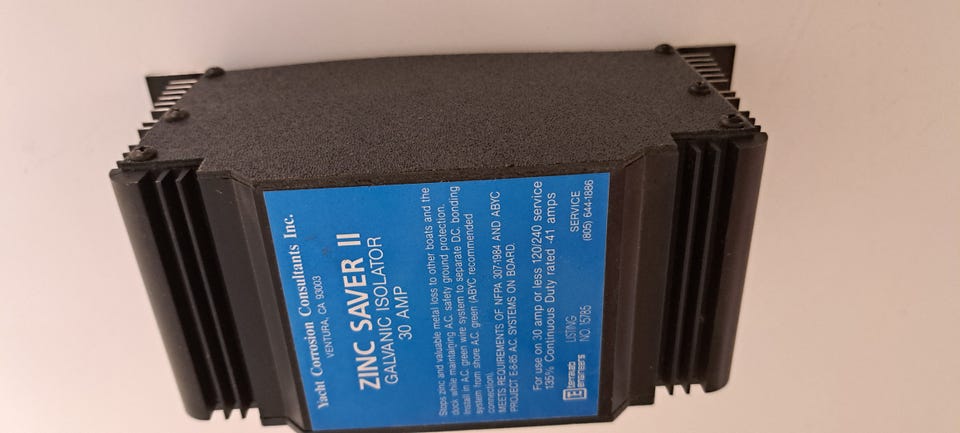 Yacht Corrosion Consultants Inc.
VENTURA, CA 93003
ZINC SAVER II
GALVANIC ISOLATOR
30 AMP
Stops zinc and valuable metal loss to other boats and the
dock while maintaining A.C. safety ground protection.
Install in A.C. green wire system to separate D.C. bonding
system from shore A.C. green (ABYC recommended
connection).
MEETS REQUIREMENTS OF NFPA 307-1984 AND ABYC
PROJECT E-8-85 A.C. SYSTEMS ON BOARD.
For use on 30 amp or less 120/240 service
135% Continuous Duty rated -41 amps
engineers
LISTING
NO. 15785
SERVICE
(805) 644-1886